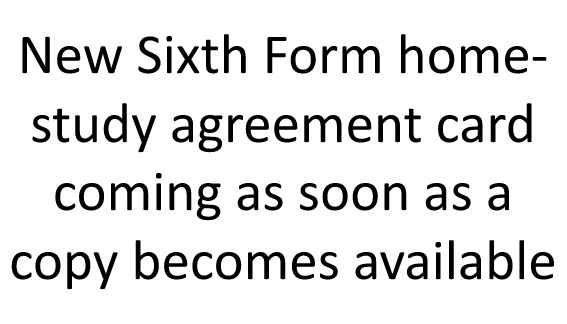 New Sixth Form home-
study agreement card
coming as soon as a
copy becomes available